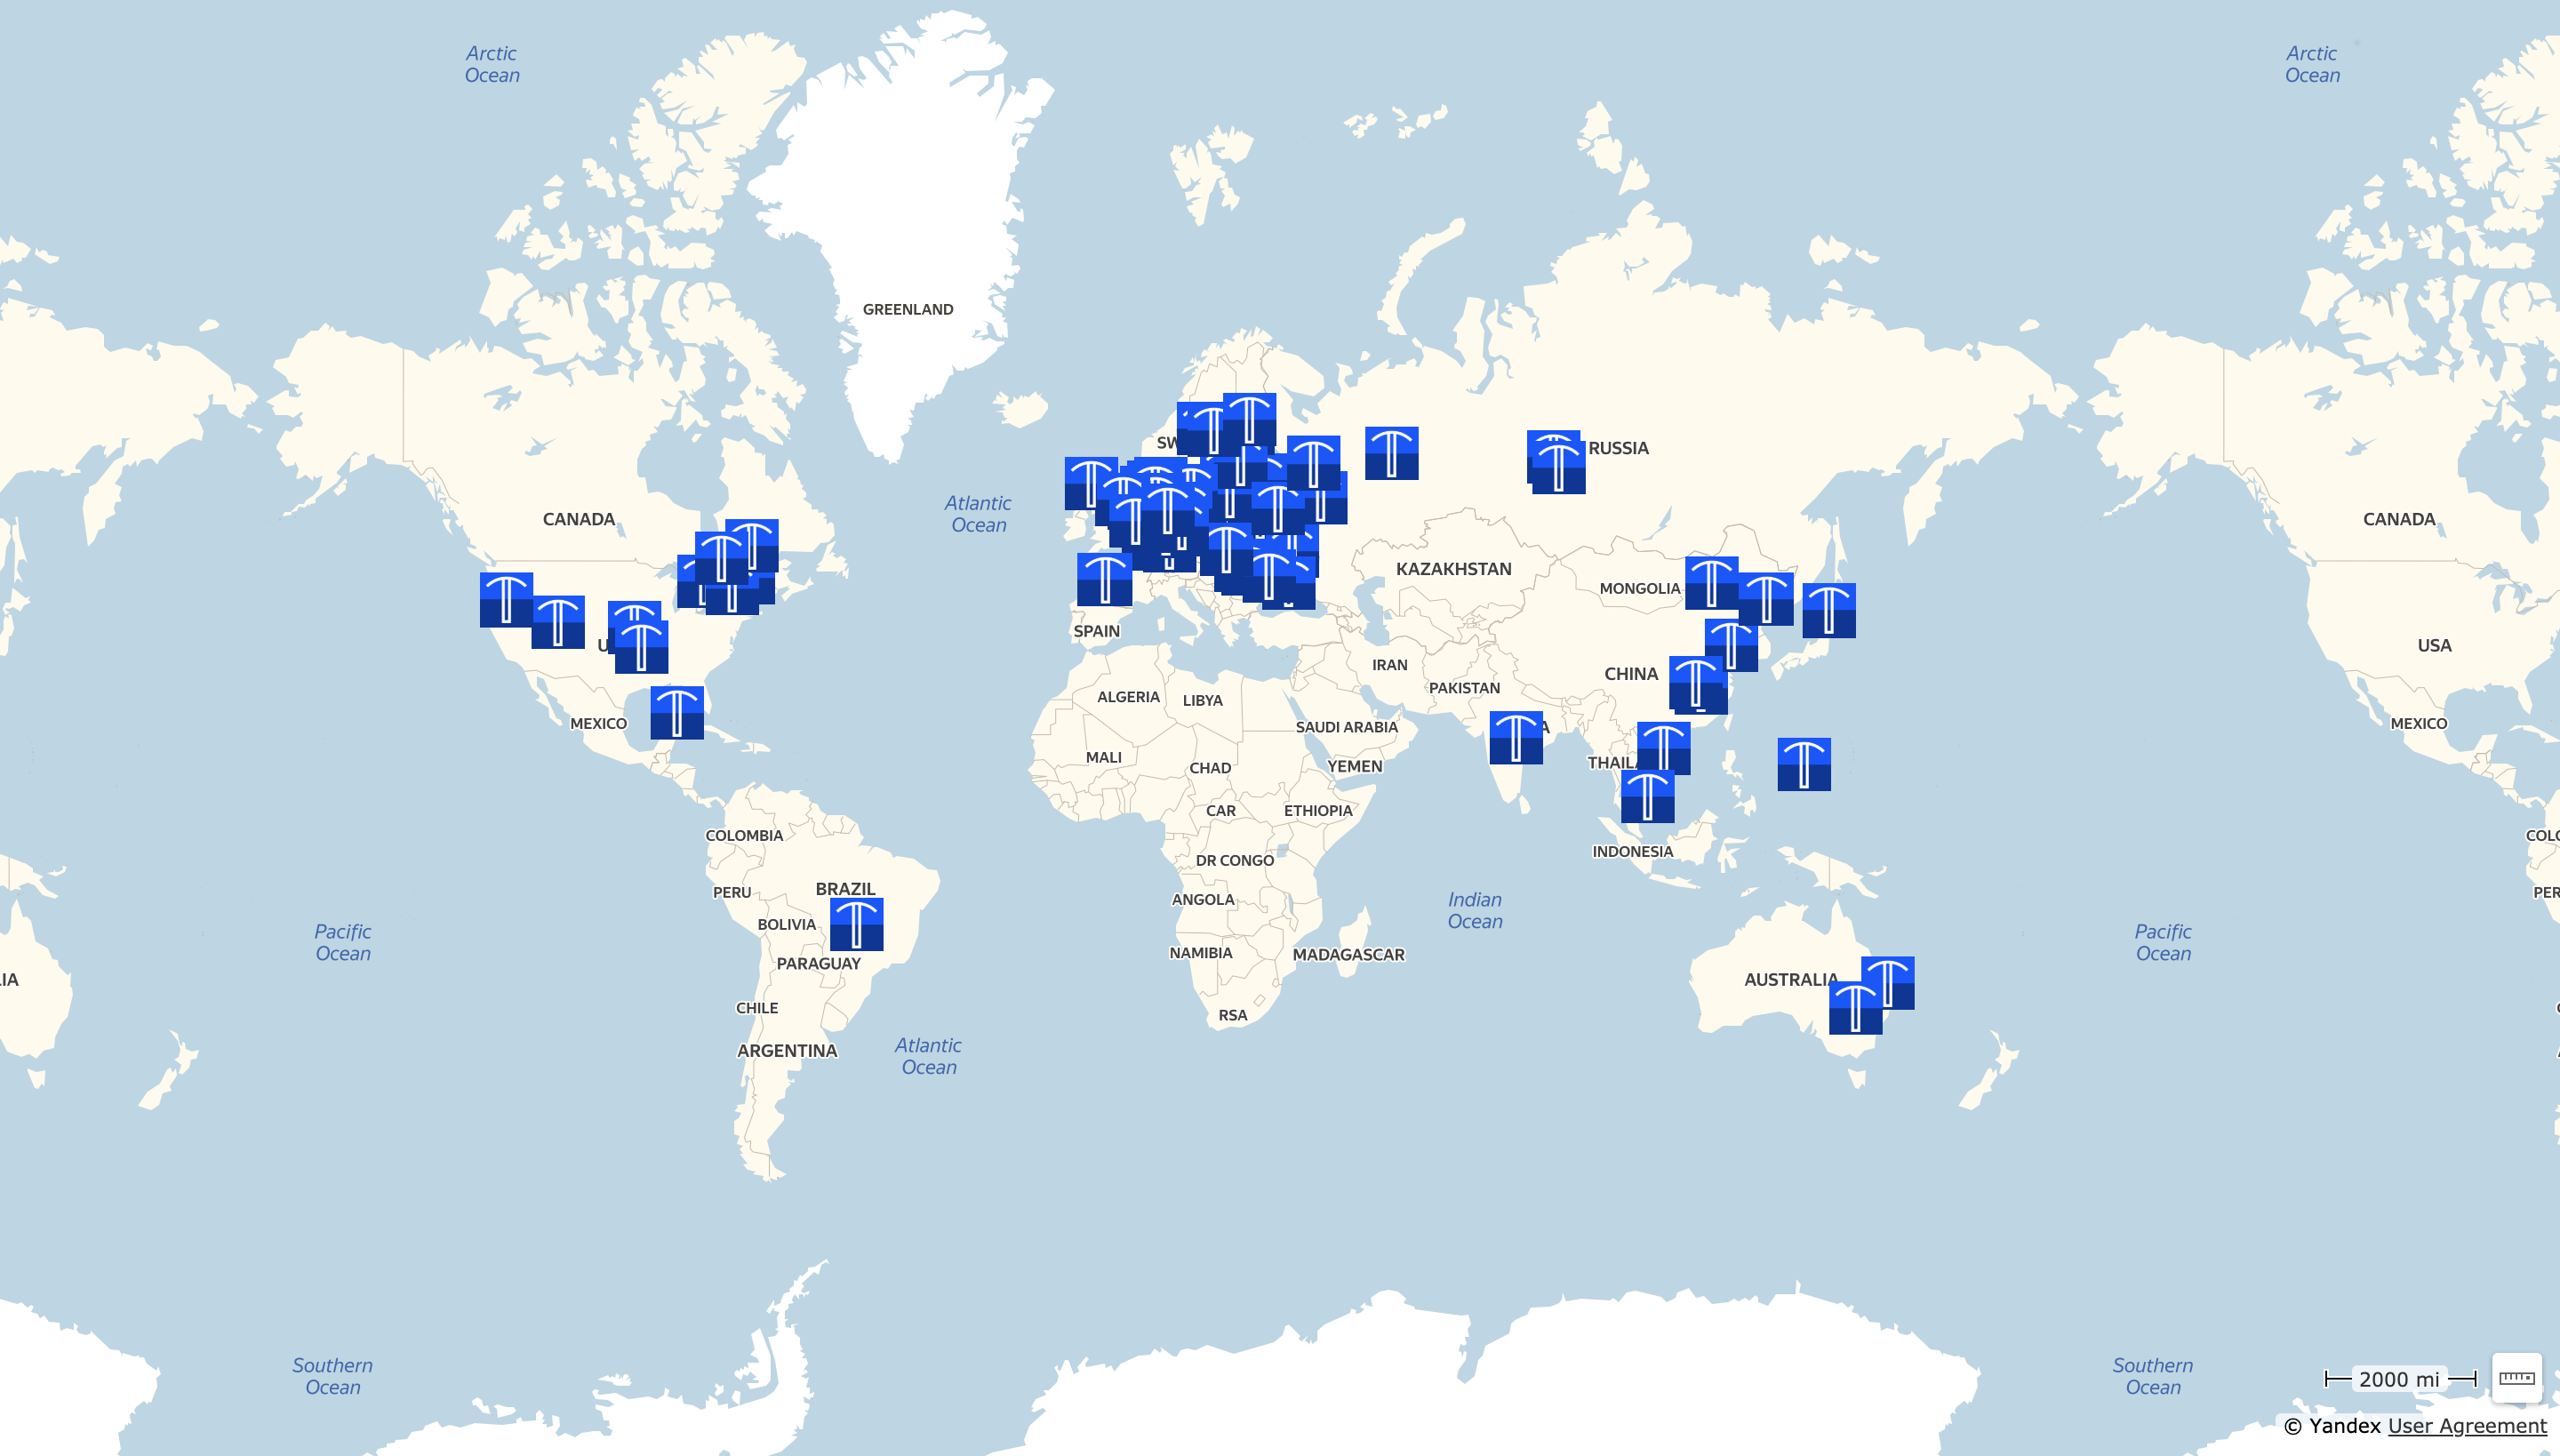 Arctic
Ocean
Arctic
Ocean
GREENLAND
SW
RUSSIA
Atlantic
Ocean
CANADA
CANADA
KAZAKHSTAN
MONGOLIA
SPAIN
U
USA
IRAN
CHINA
PAKISTAN
ALGERIA
LIBYA
MEXICO
SAUDI ARABIA
A
MEXICO
MALI
CHAD
YEMEN
THAILA
CAR
ETHIOPIA
COLOMBIA
COLO
INDONESIA
DR CONGO
PERU
BRAZIL
PER
ANGOLA
Indian
Ocean
BOLIVIA
Pacific
Ocean
Pacific
Ocean
NAMIBIA
MADAGASCAR
PARAGUAY
IA
AUSTRALIA
CHILE
RSA
ARGENTINA
Atlantic
Ocean
Southern
Ocean
Southern
Ocean
2000 mi
© Yandex User Agreement